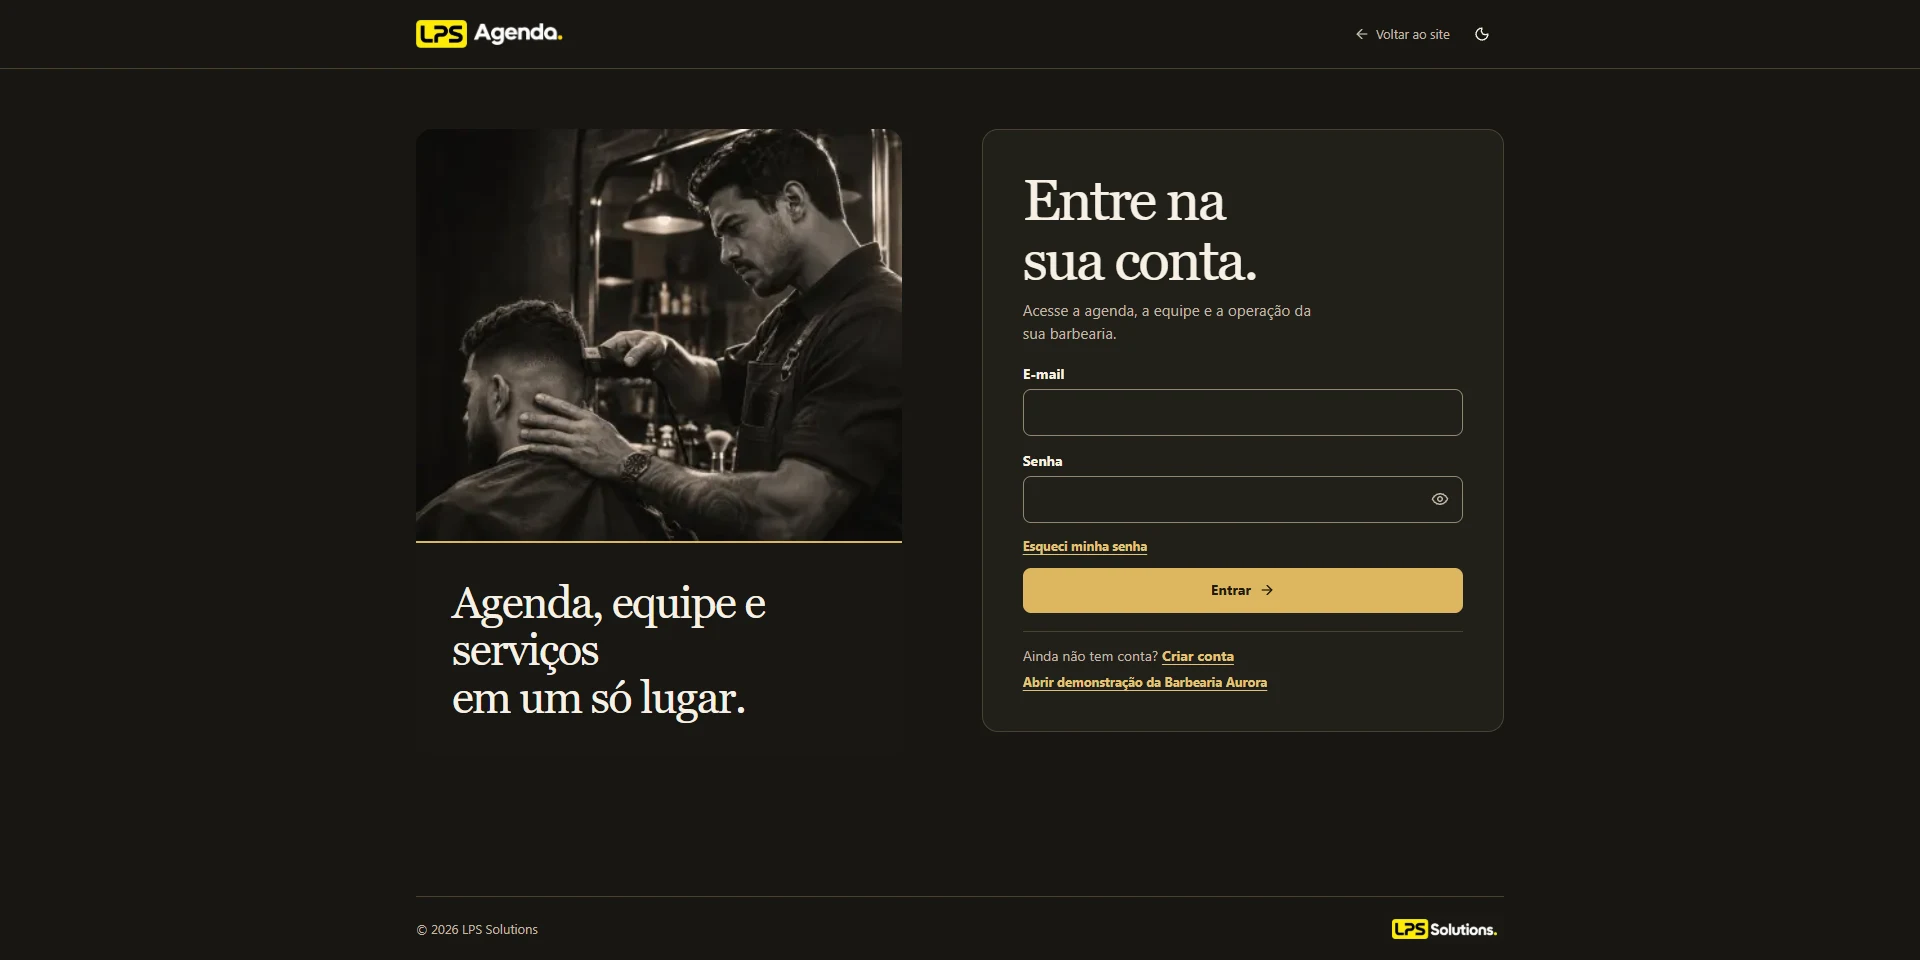 LPS Agenda.
Voltar ao site
Agenda, equipe e
serviços
em um só lugar.
Entre na
sua conta.
Acesse a agenda, a equipe e a operação da
sua barbearia.
E-mail
Senha
Esqueci minha senha
Entrar
Ainda não tem conta? Criar conta
Abrir demonstração da Barbearia Aurora
© 2026 LPS Solutions
LPS Solutions.